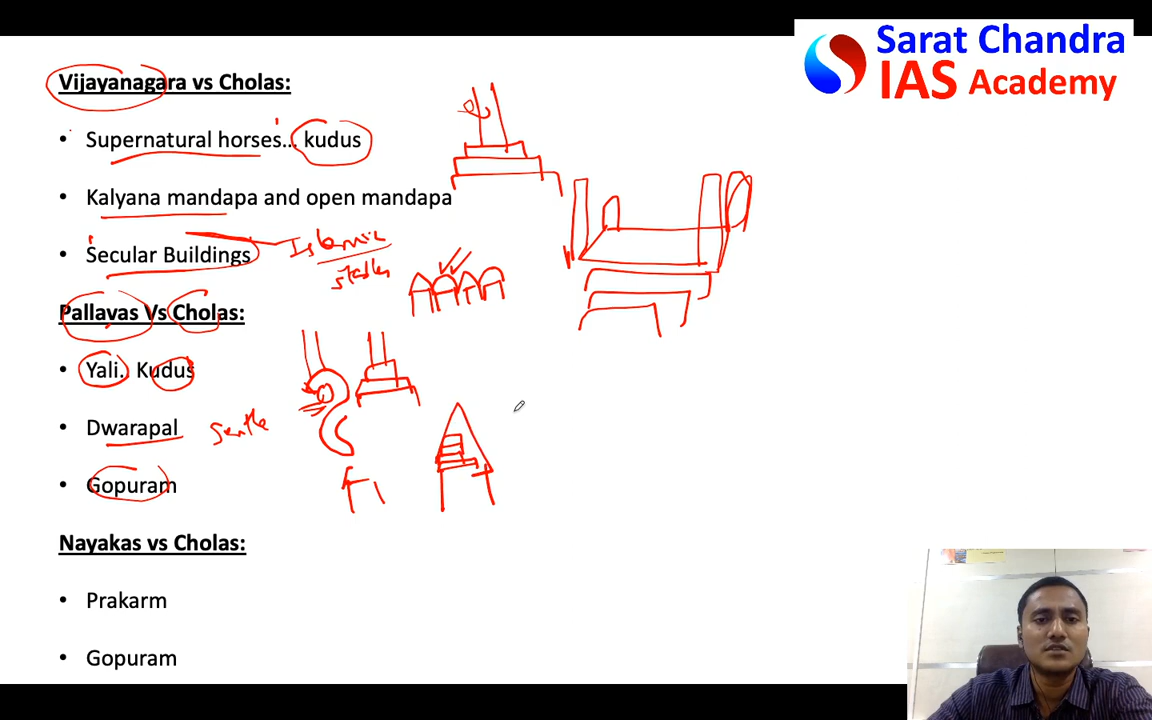 Sarat Chandra
IAS Academy
Vijayanagara vs Cholas:
• Supernatural horses... kudus
• Kalyana mandapa and open mandapa
• Secular Buildings
Islamic
Pallavas Vs Cholas:
• Yali. Kudus
• Dwarapal
• Gopuram
Nayakas vs Cholas:
• Prakarm
• Gopuram